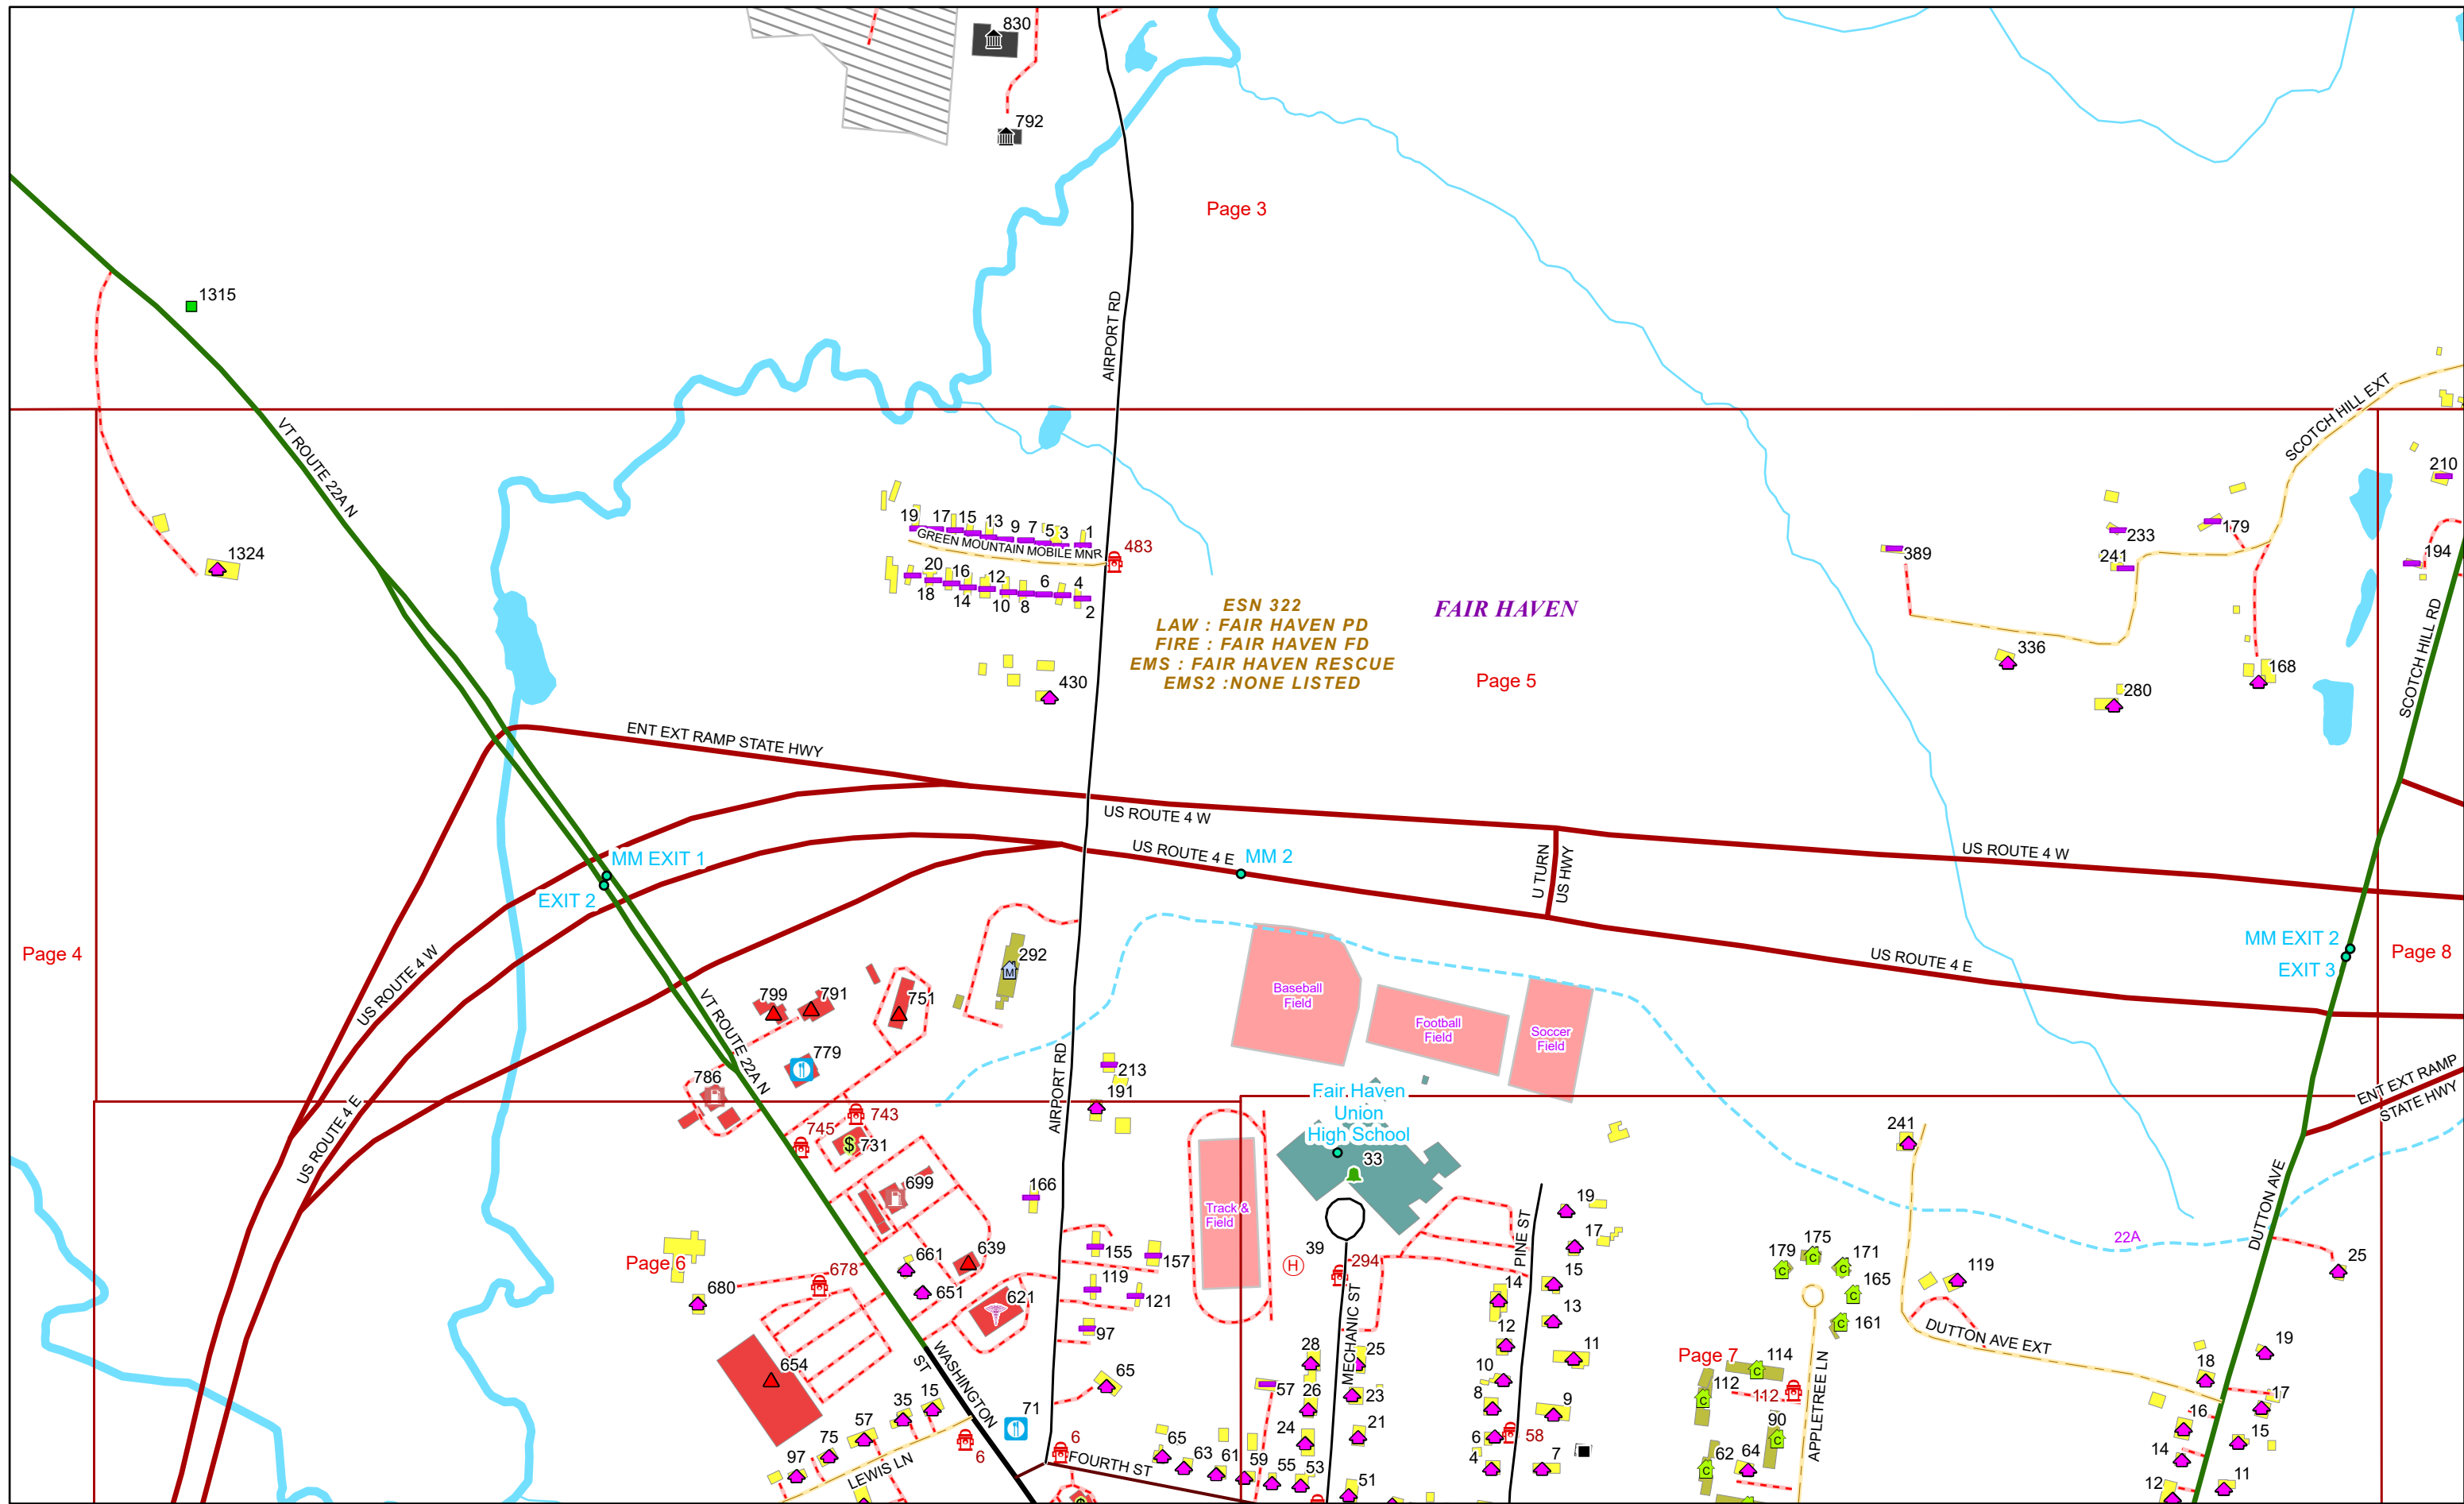 830
792
Page 3
1315
AIRPORT RD
VT ROUTE 22A N
SCOTCH HILL EXT
210
19
17
15
13
9
7
5
3
1
GREEN MOUNTAIN MOBILE MNR
483
233
179
389
241
194
1324
20
16
12
6
4
18
14
10
8
2
ESN 322
LAW : FAIR HAVEN PD
FIRE : FAIR HAVEN FD
EMS : FAIR HAVEN RESCUE
EMS2 :NONE LISTED
FAIR HAVEN
Page 5
336
168
280
430
SCOTCH HILL RD
ENT EXT RAMP STATE HWY
US ROUTE 4 W
US ROUTE 4 E
MM 2
U TURN
US HWY
US ROUTE 4 W
MM EXIT 1
EXIT 2
Page 4
US ROUTE 4 W
292
MM EXIT 2
EXIT 3
Page 8
US ROUTE 4 E
Baseball
Field
Football
Field
Soccer
Field
799
791
751
VT ROUTE 22A N
779
786
AIRPORT RD
213
191
ENT EXT RAMP
STATE HWY
US ROUTE 4 E
743
745
$
731
Fair Haven
Union
High School
33
241
699
166
Track &
Field
PINE ST
19
17
DUTTON AVE
22A
25
Page 6
661
639
155
157
H
39
294
MECHANIC ST
175
179
171
165
161
C
C
C
C
C
119
678
680
651
621
119
121
97
14
15
13
12
11
DUTTON AVE EXT
WASHINGTON
ST
654
28
25
57
26
23
24
21
10
8
9
6
58
4
7
Page 7
114
C
112
C
112
90
C
APPLETREE LN
62
C
64
18
19
17
16
15
14
12
11
65
35
15
57
75
97
LEWIS LN
6
71
6
FOURTH ST
65
63
61
59
55
53
51
M